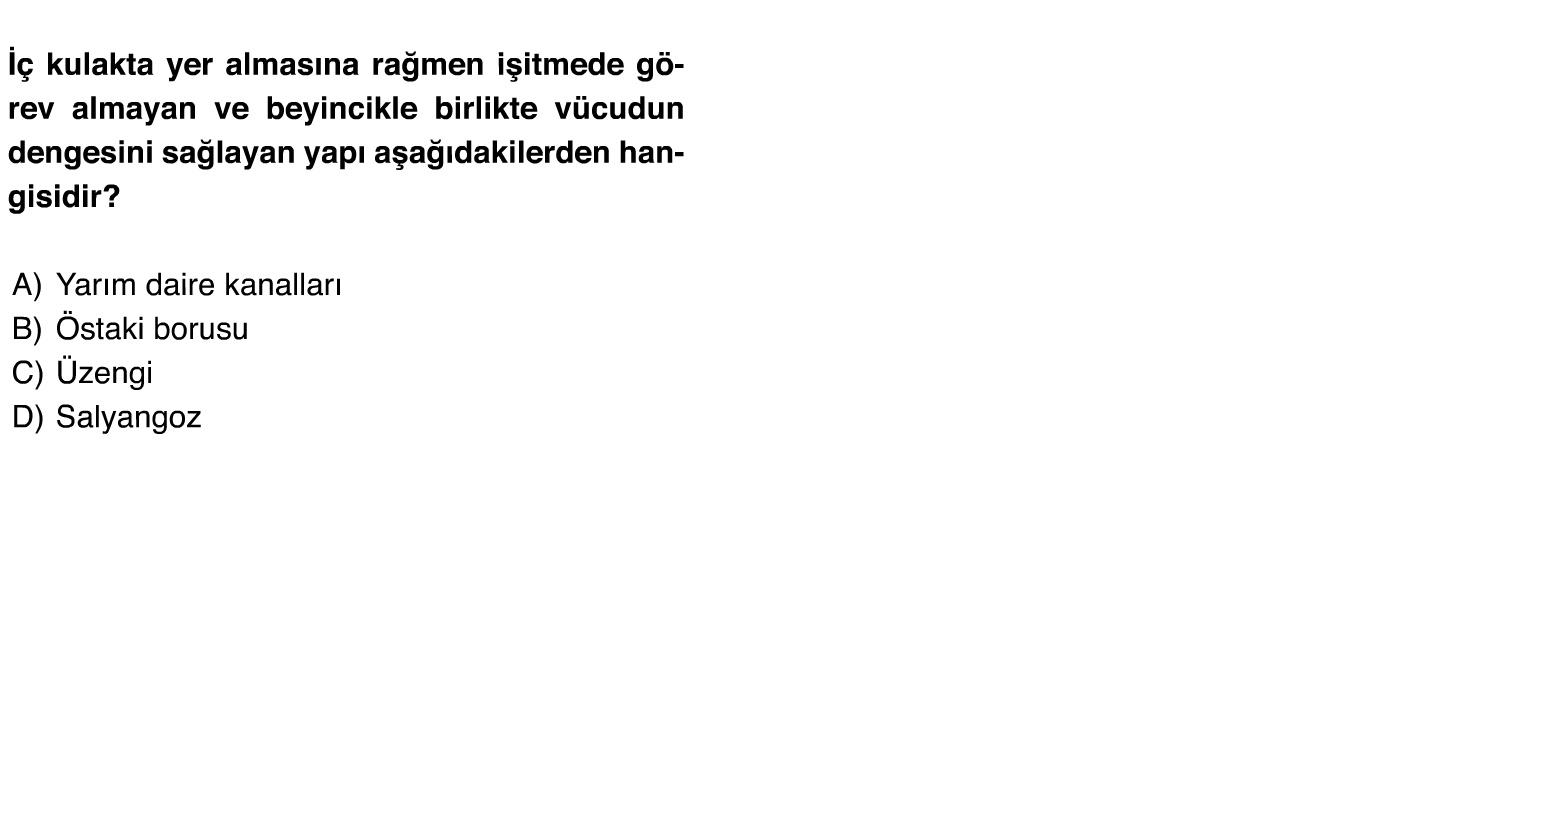 İç kulakta yer almasına rağmen işitmede gö-
rev almayan ve beyincikle birlikte vücudun
dengesini sağlayan yapı aşağıdakilerden han-
gisidir?
A) Yarım daire kanalları
B) Östaki borusu
C) Üzengi
D) Salyangoz